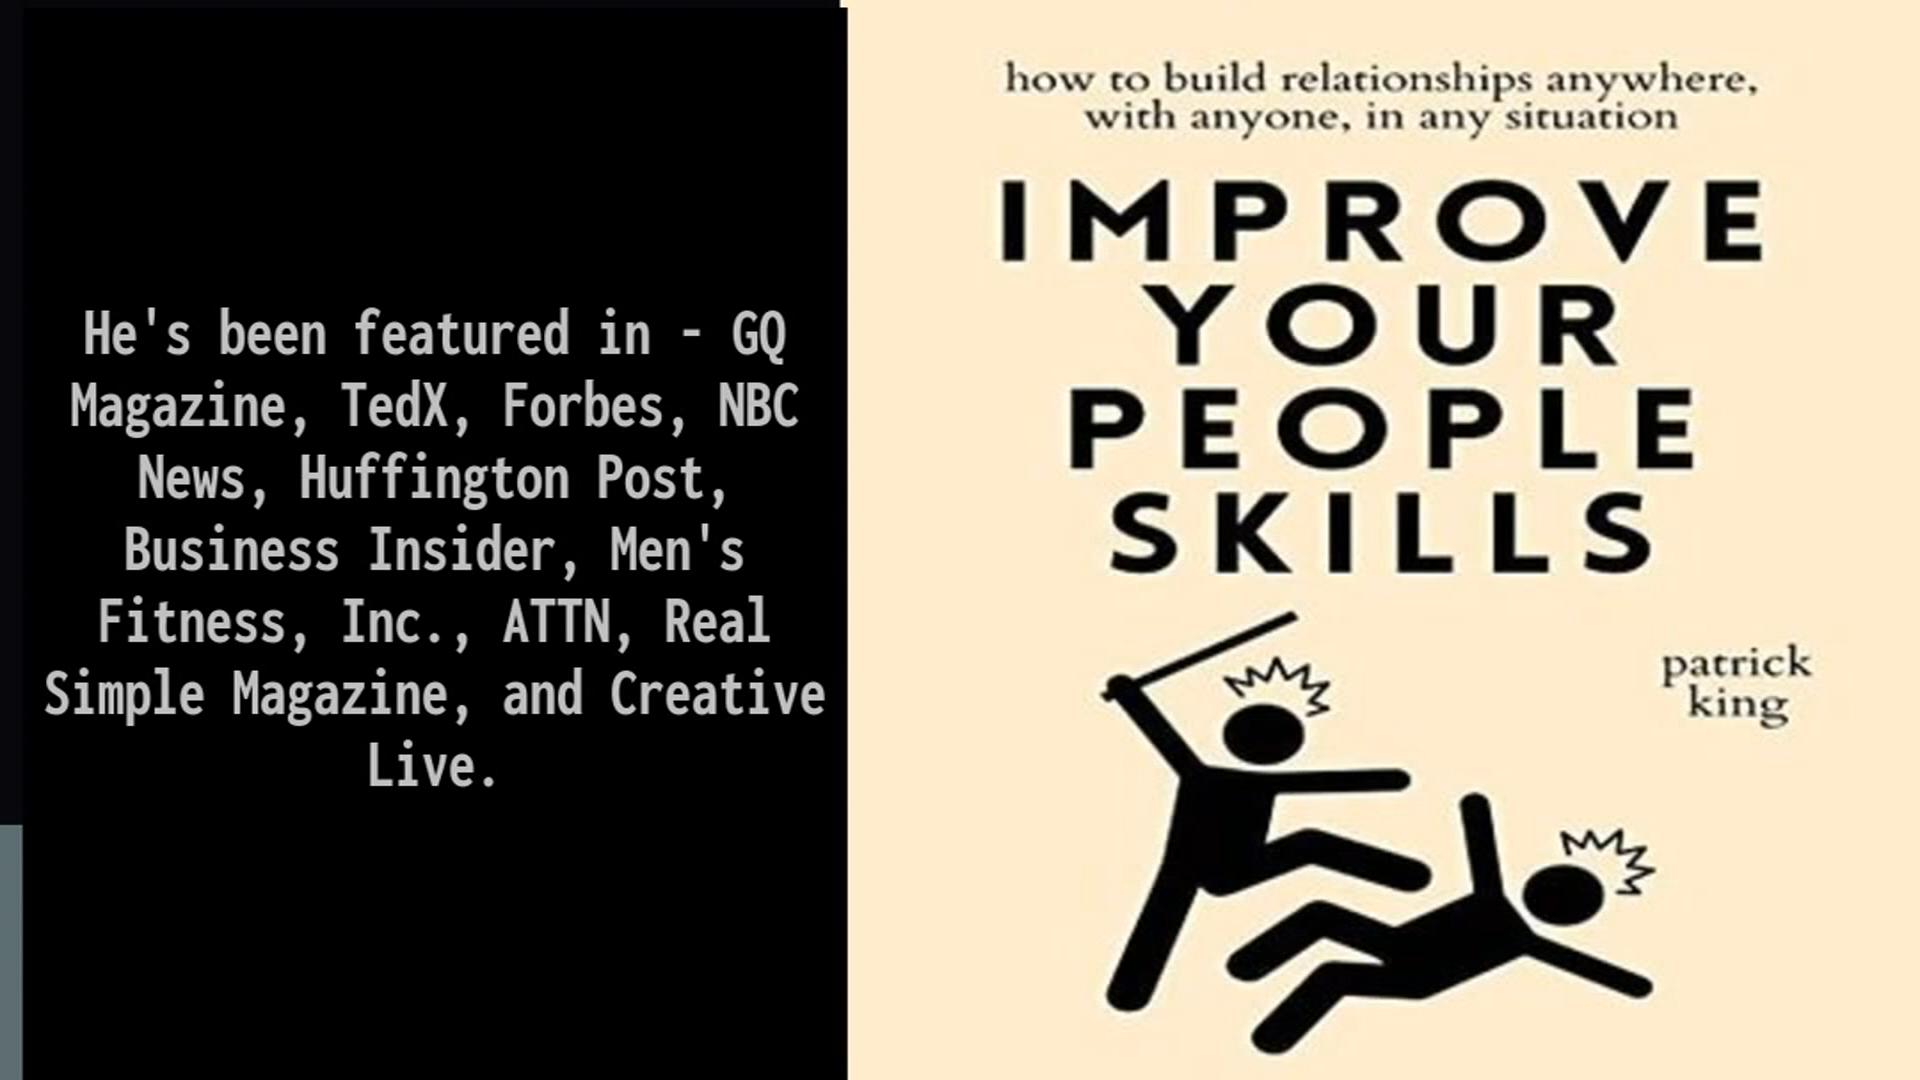 He's been featured in - GQ
Magazine, TedX, Forbes, NBC
News, Huffington Post,
Business Insider, Men's
Fitness, Inc., ATTN, Real
Simple Magazine, and Creative
Live.
how to build relationships anywhere,
with anyone, in any situation
IMPROVE
YOUR
PEOPLE
SKILLS
patrick
king